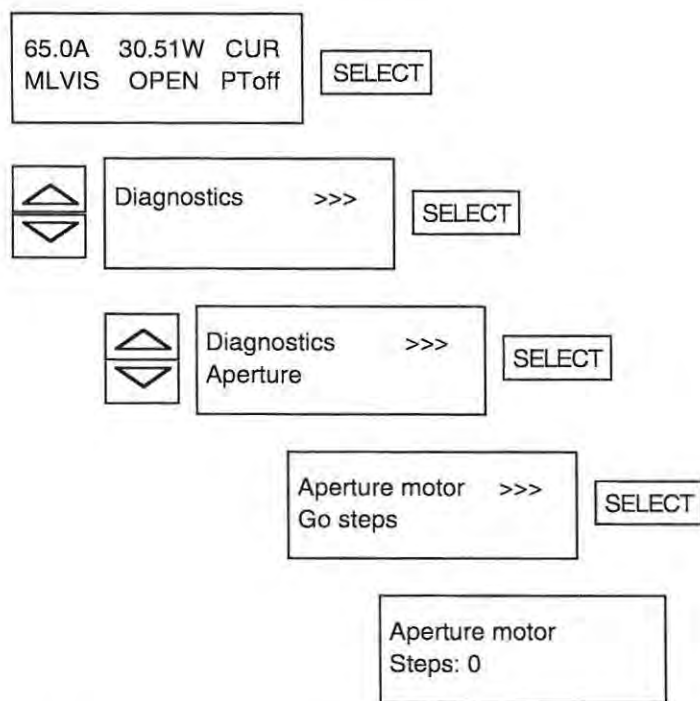 65.0A 30.51W CUR
MLVIS OPEN PToff
SELECT
Diagnostics >>>
SELECT
Diagnostics >>>
Aperture
SELECT
Aperture motor >>>
Go steps
SELECT
Aperture motor
Steps: 0